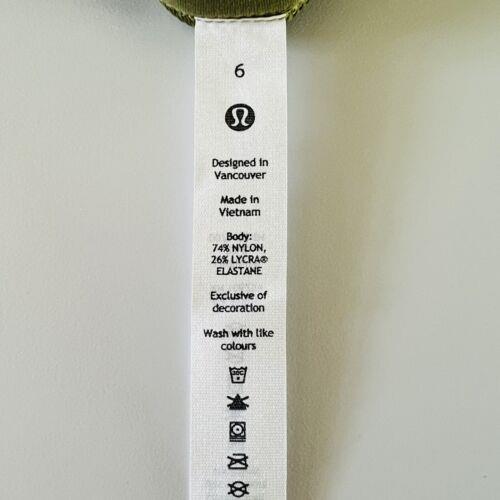 6
Designed in
Vancouver
Made in
Vietnam
Body:
74% NYLON,
26% LYCRA®
ELASTANE
Exclusive of
decoration
Wash with like
colours
30C